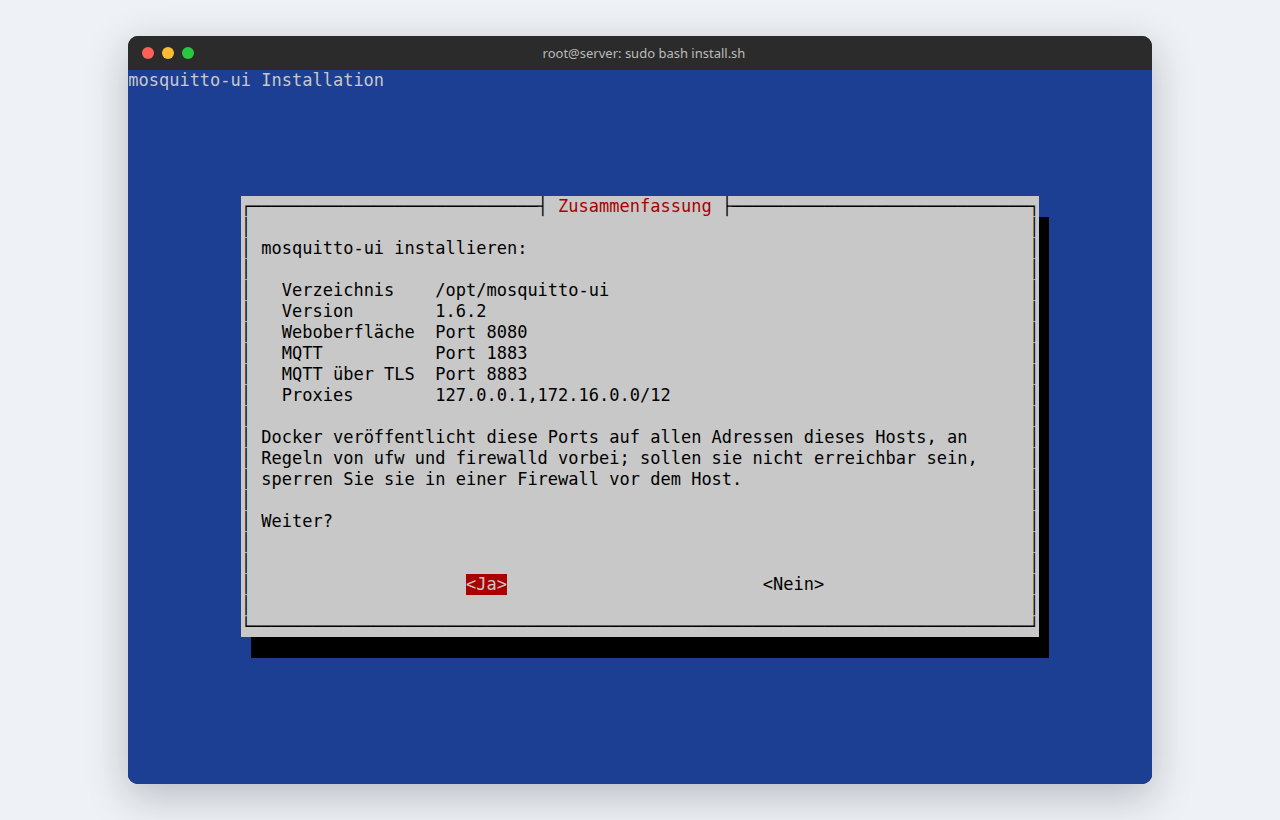 root@server: sudo bash install.sh
mosquitto-ui Installation
Zusammenfassung
mosquitto-ui installieren:
Verzeichnis /opt/mosquitto-ui
Version 1.6.2
Weboberfläche Port 8080
MQTT Port 1883
MQTT über TLS Port 8883
Proxies 127.0.0.1,172.16.0.0/12
Docker veröffentlicht diese Ports auf allen Adressen dieses Hosts, an
Regeln von ufw und firewalld vorbei; sollen sie nicht erreichbar sein,
sperren Sie sie in einer Firewall vor dem Host.
Weiter?
<Ja> <Nein>